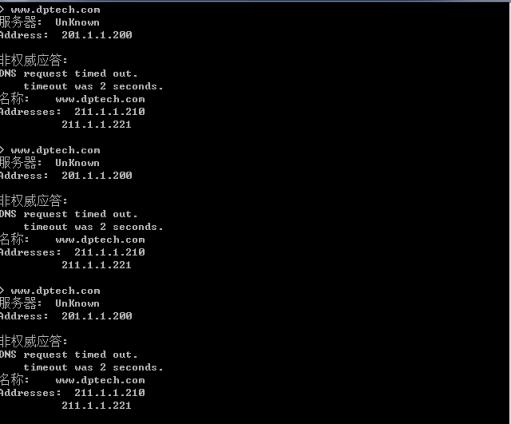 > www.dptech.com
服务器: UnKnown
Address: 201.1.1.200
非权威应答:
DNS request timed out.
timeout was 2 seconds.
名称: www.dptech.com
Addresses: 211.1.1.210
211.1.1.221
> www.dptech.com
服务器: UnKnown
Address: 201.1.1.200
非权威应答:
DNS request timed out.
timeout was 2 seconds.
名称: www.dptech.com
Addresses: 211.1.1.210
211.1.1.221
> www.dptech.com
服务器: UnKnown
Address: 201.1.1.200
非权威应答:
DNS request timed out.
timeout was 2 seconds.
名称: www.dptech.com
Addresses: 211.1.1.210
211.1.1.221